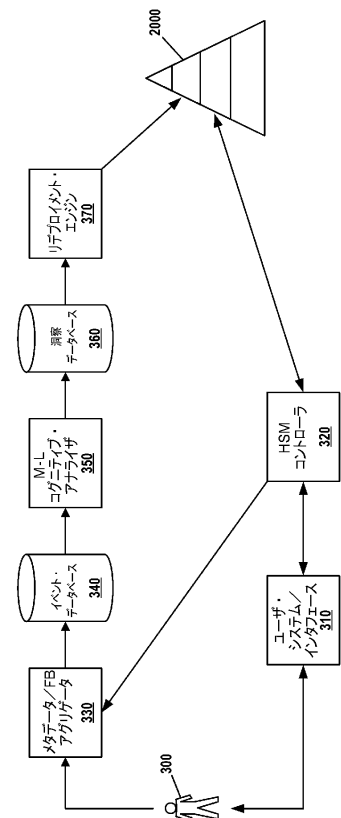 300
メタデータ/FB
アグリゲータ
330
イベント・
データベース
340
M-L
コグニティブ・
アナライザ
350
洞察
データベース
360
リデプロイメント・
エンジン
370
2000
ユーザ・
システム/
インタフェース
310
HSM
コントローラ
320